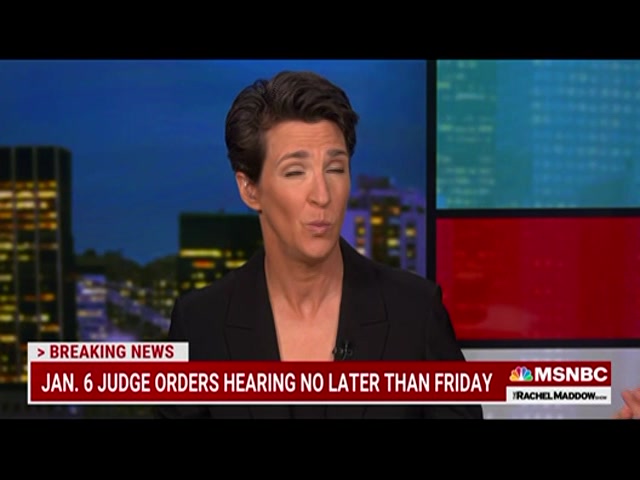 > BREAKING NEWS
JAN. 6 JUDGE ORDERS HEARING NO LATER THAN FRIDAY
MSNBC
THE RACHEL MADDOW SHOW